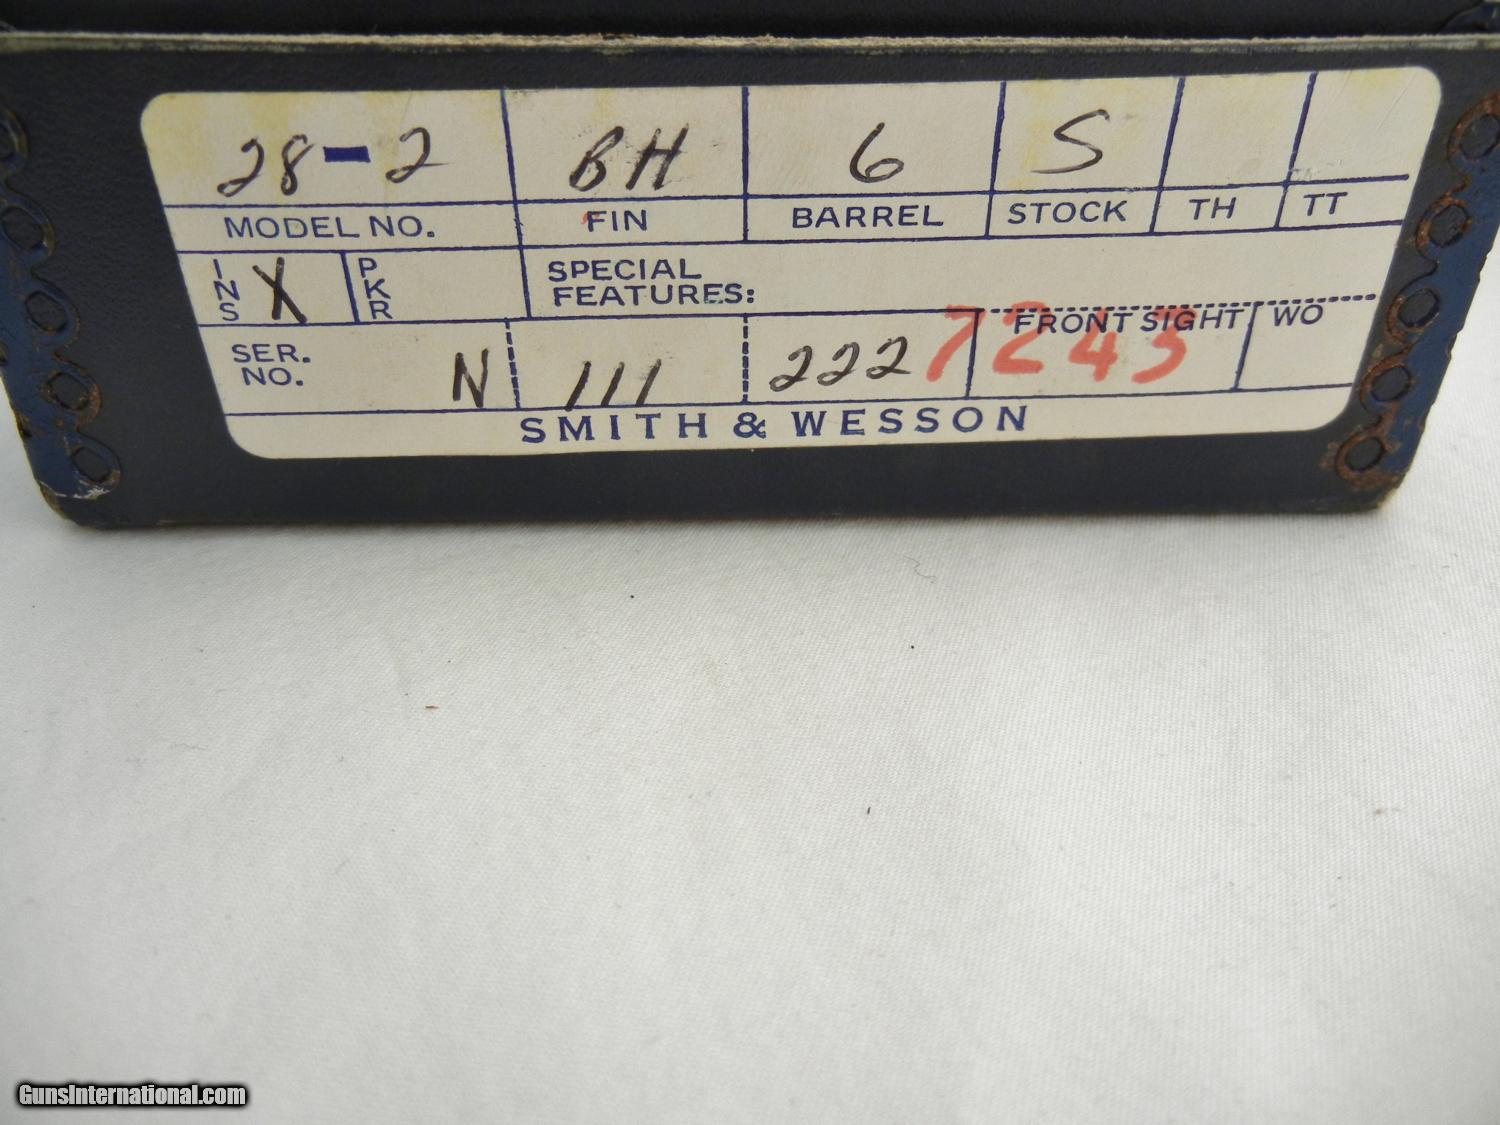 28-2 BH 6 S
MODEL NO. FIN BARREL STOCK TH TT
INS X PKR SPECIAL
FEATURES:
FRONT SIGHT WO
SER.
NO. N 111 222 7245
SMITH & WESSON
GunsInternational.com